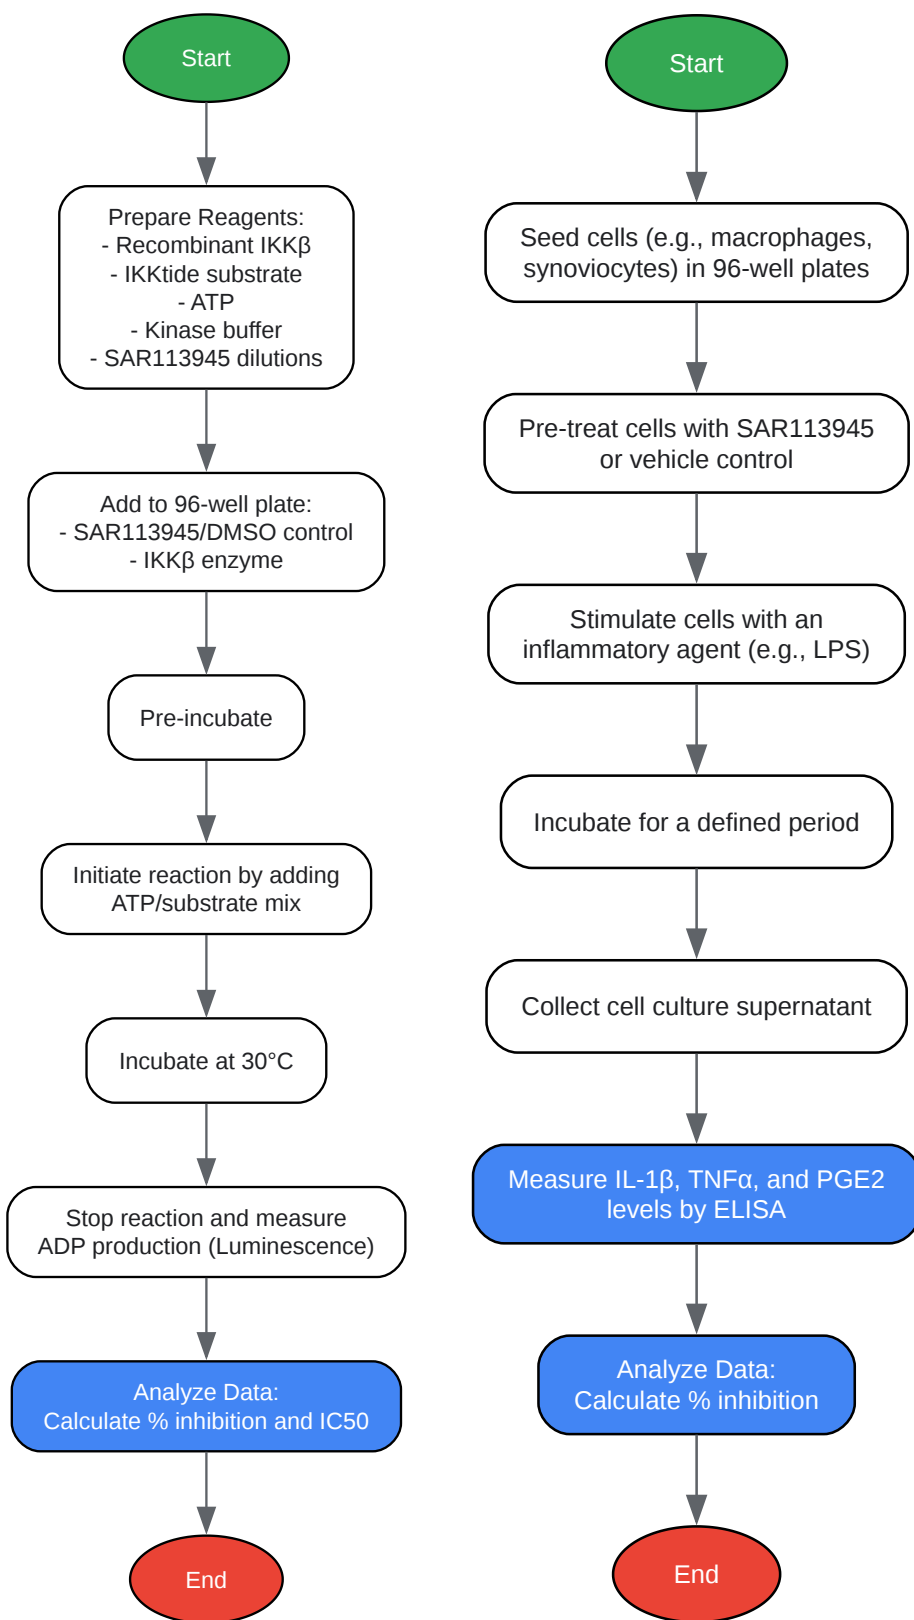 Start
Prepare Reagents:
- Recombinant IKKβ
- IKKtide substrate
- ATP
- Kinase buffer
- SAR113945 dilutions
Add to 96-well plate:
- SAR113945/DMSO control
- IKKβ enzyme
Pre-incubate
Initiate reaction by adding
ATP/substrate mix
Incubate at 30°C
Stop reaction and measure
ADP production (Luminescence)
Analyze Data:
Calculate % inhibition and IC50
End
Start
Seed cells (e.g., macrophages,
synoviocytes) in 96-well plates
Pre-treat cells with SAR113945
or vehicle control
Stimulate cells with an
inflammatory agent (e.g., LPS)
Incubate for a defined period
Collect cell culture supernatant
Measure IL-1β, TNFα, and PGE2
levels by ELISA
Analyze Data:
Calculate % inhibition
End